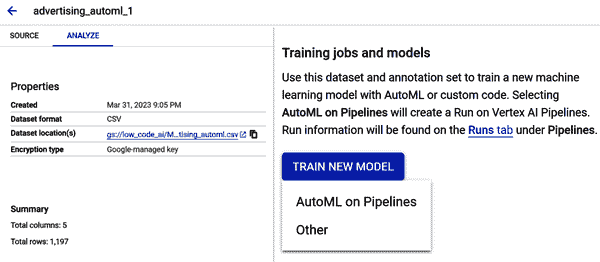 advertising_automl_1
SOURCE ANALYZE
Properties
Created Mar 31, 2023 9:05 PM
Dataset format CSV
Dataset location(s) gs://low_code_ai/M...tising_automl.csv
Encryption type Google-managed key
Summary
Total columns: 5
Total rows: 1,197
Training jobs and models
Use this dataset and annotation set to train a new machine
learning model with AutoML or custom code. Selecting
AutoML on Pipelines will create a Run on Vertex AI Pipelines.
Run information will be found on the Runs tab under Pipelines.
TRAIN NEW MODEL
AutoML on Pipelines
Other